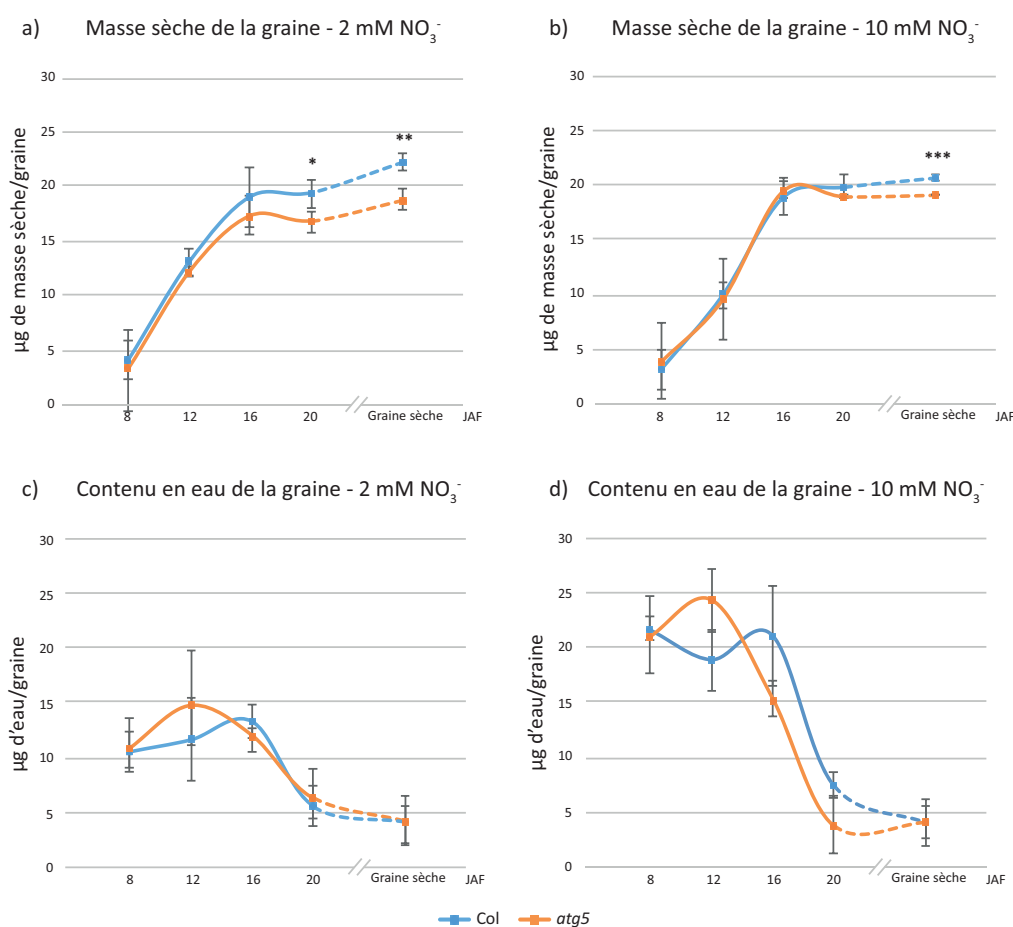 a) Masse sèche de la graine - 2 mM NO3-
µg de masse sèche/graine
30
25
20
15
10
5
0
*
**
8 12 16 20 Graine sèche JAF
b) Masse sèche de la graine - 10 mM NO3-
µg de masse sèche/graine
30
25
20
15
10
5
0
***
8 12 16 20 Graine sèche JAF
c) Contenu en eau de la graine - 2 mM NO3-
µg d'eau/graine
30
25
20
15
10
5
0
8 12 16 20 Graine sèche JAF
d) Contenu en eau de la graine - 10 mM NO3-
µg d'eau/graine
30
25
20
15
10
5
0
8 12 16 20 Graine sèche JAF
Col atg5